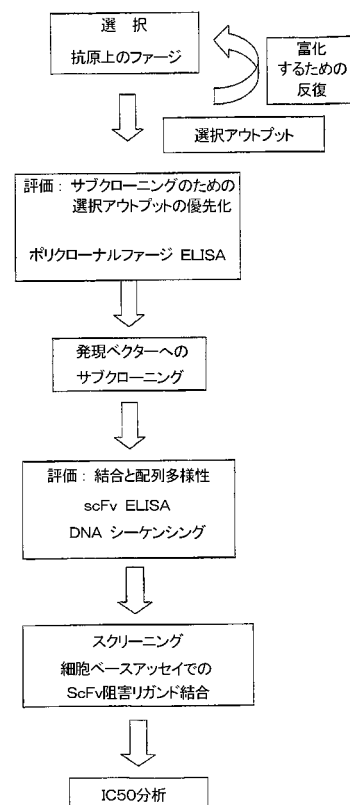 選　択
抗原上のファージ
富化
するための
反復
選択アウトプット
評価： サブクローニングのための
選択アウトプットの優先化
ポリクローナルファージ ELISA
発現ベクターへの
サブクローニング
評価： 結合と配列多様性
scFv ELISA
DNA シーケンシング
スクリーニング
細胞ベースアッセイでの
ScFv阻害リガンド結合
IC50分析